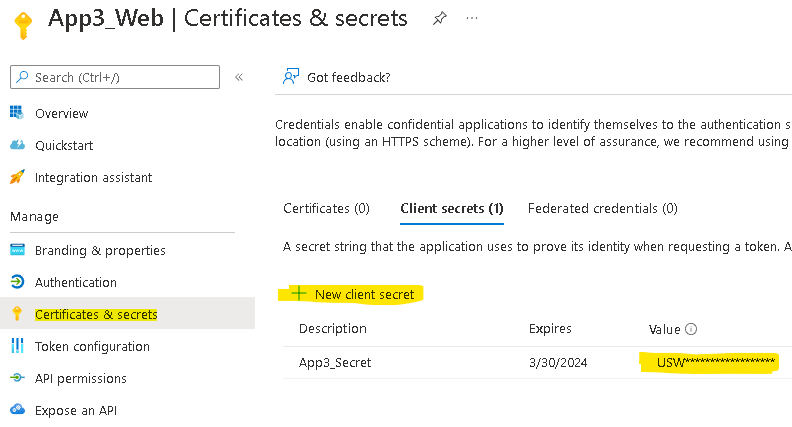 App3_Web | Certificates & secrets
Search (Ctrl+/)
«
Got feedback?
Overview
Quickstart
Integration assistant
Manage
Branding & properties
Authentication
Certificates & secrets
Token configuration
API permissions
Expose an API
Credentials enable confidential applications to identify themselves to the authentication s
location (using an HTTPS scheme). For a higher level of assurance, we recommend using
Certificates (0) Client secrets (1) Federated credentials (0)
A secret string that the application uses to prove its identity when requesting a token. A
+ New client secret
Description Expires Value
App3_Secret 3/30/2024 USW******************